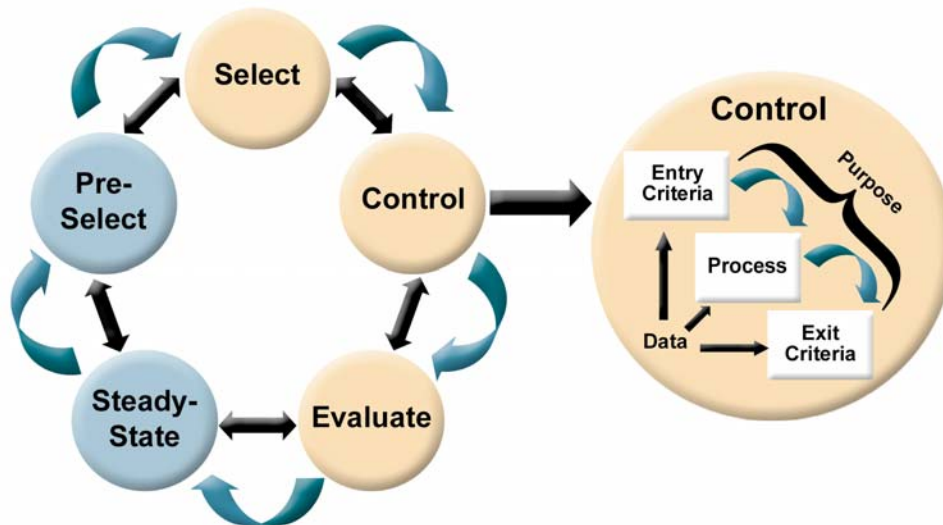 Select
Pre-
Select
Control
Steady-
State
Evaluate
Control
Entry
Criteria
Purpose
Process
Data
Exit
Criteria